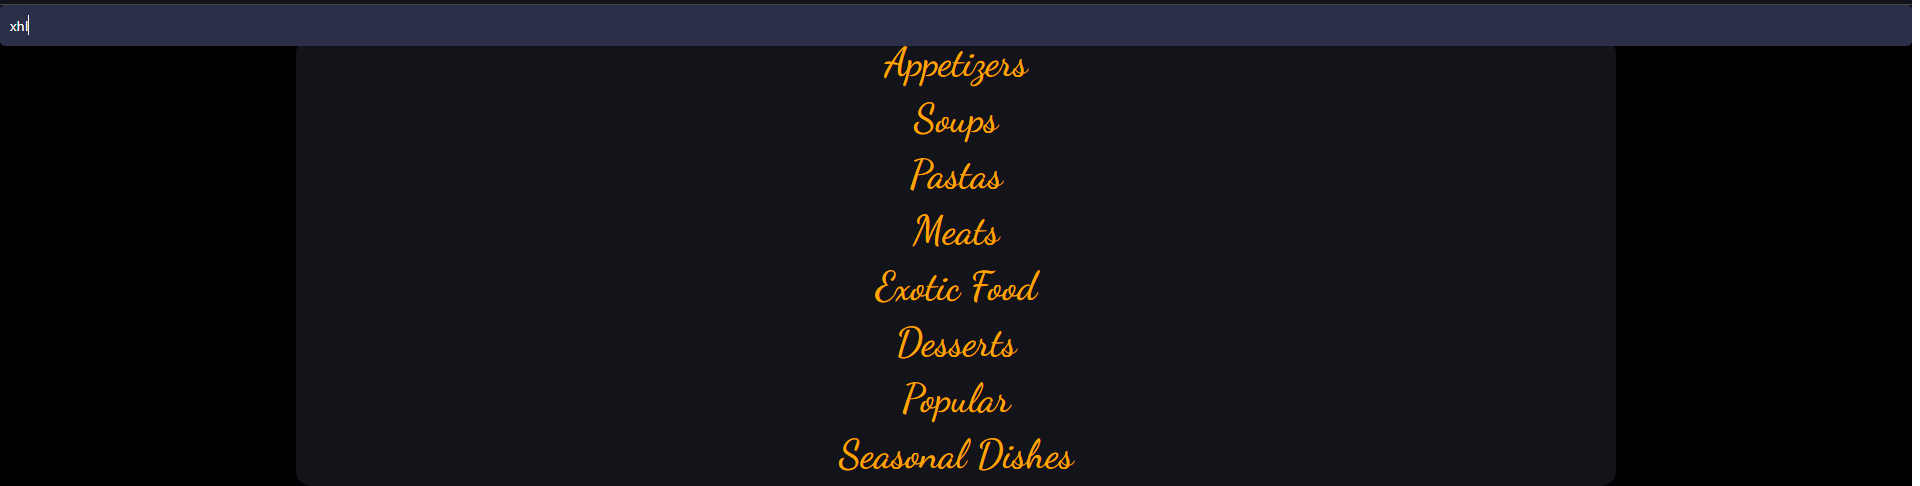 xhl
Appetizers
Soups
Pastas
Meats
Exotic Food
Desserts
Popular
Seasonal Dishes